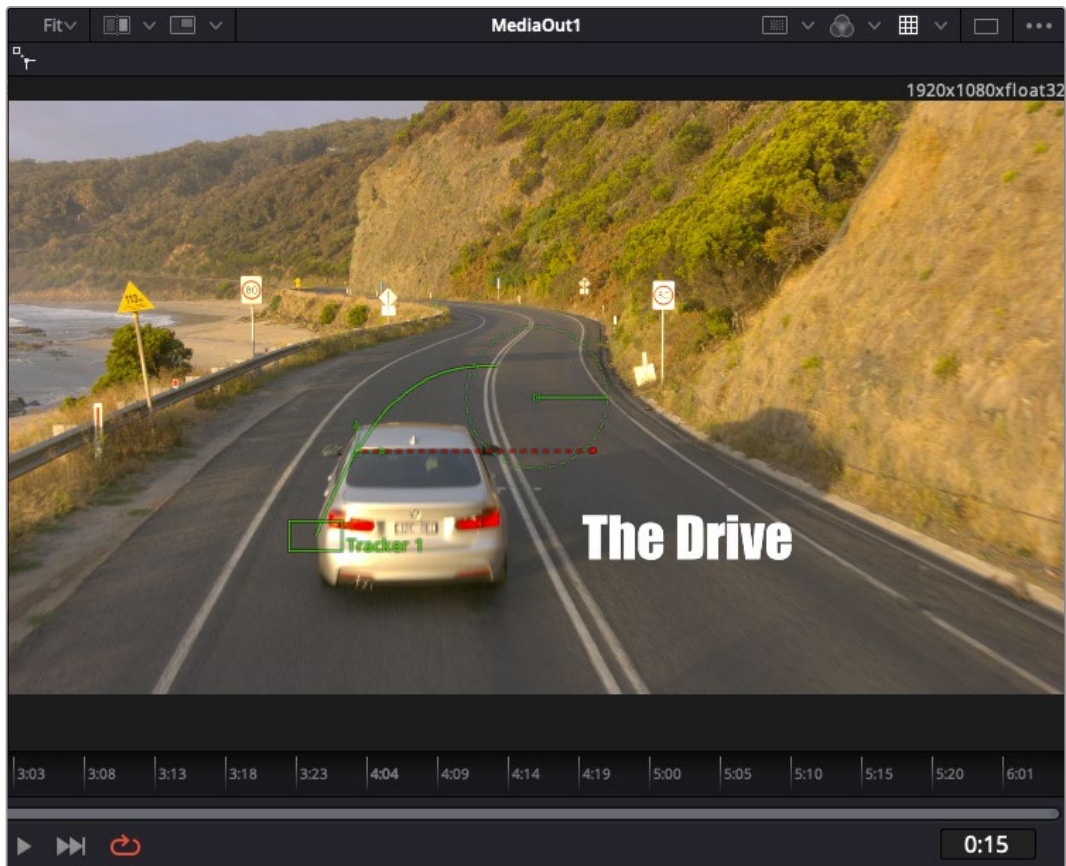 Fit MediaOut1
1920x1080xfloat32
80
80
113
Tracker 1
The Drive
3:03 3:08 3:13 3:18 3:23 4:04 4:09 4:14 4:19 5:00 5:05 5:10 5:15 5:20 6:01
0:15